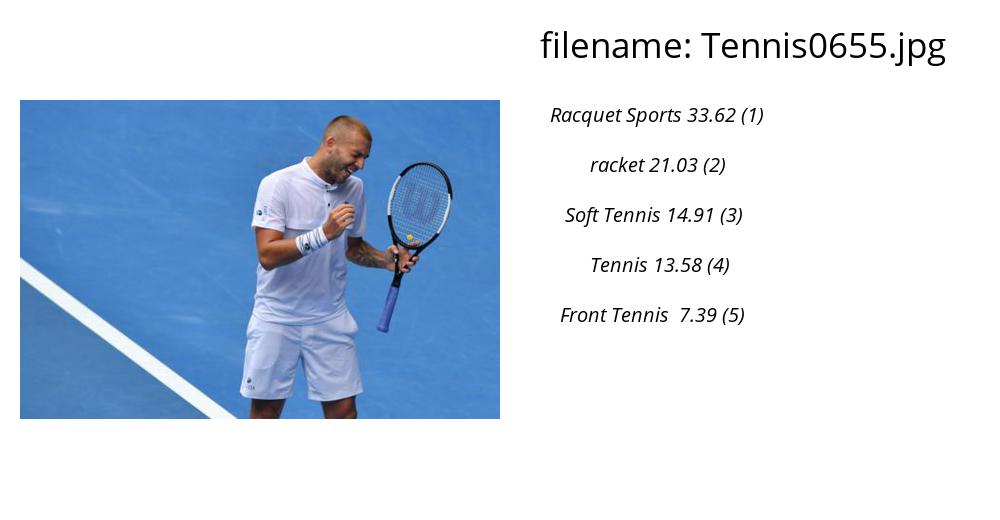 filename: Tennis0655.jpg
Racquet Sports 33.62 (1)
racket 21.03 (2)
Soft Tennis 14.91 (3)
Tennis 13.58 (4)
Front Tennis  7.39 (5)